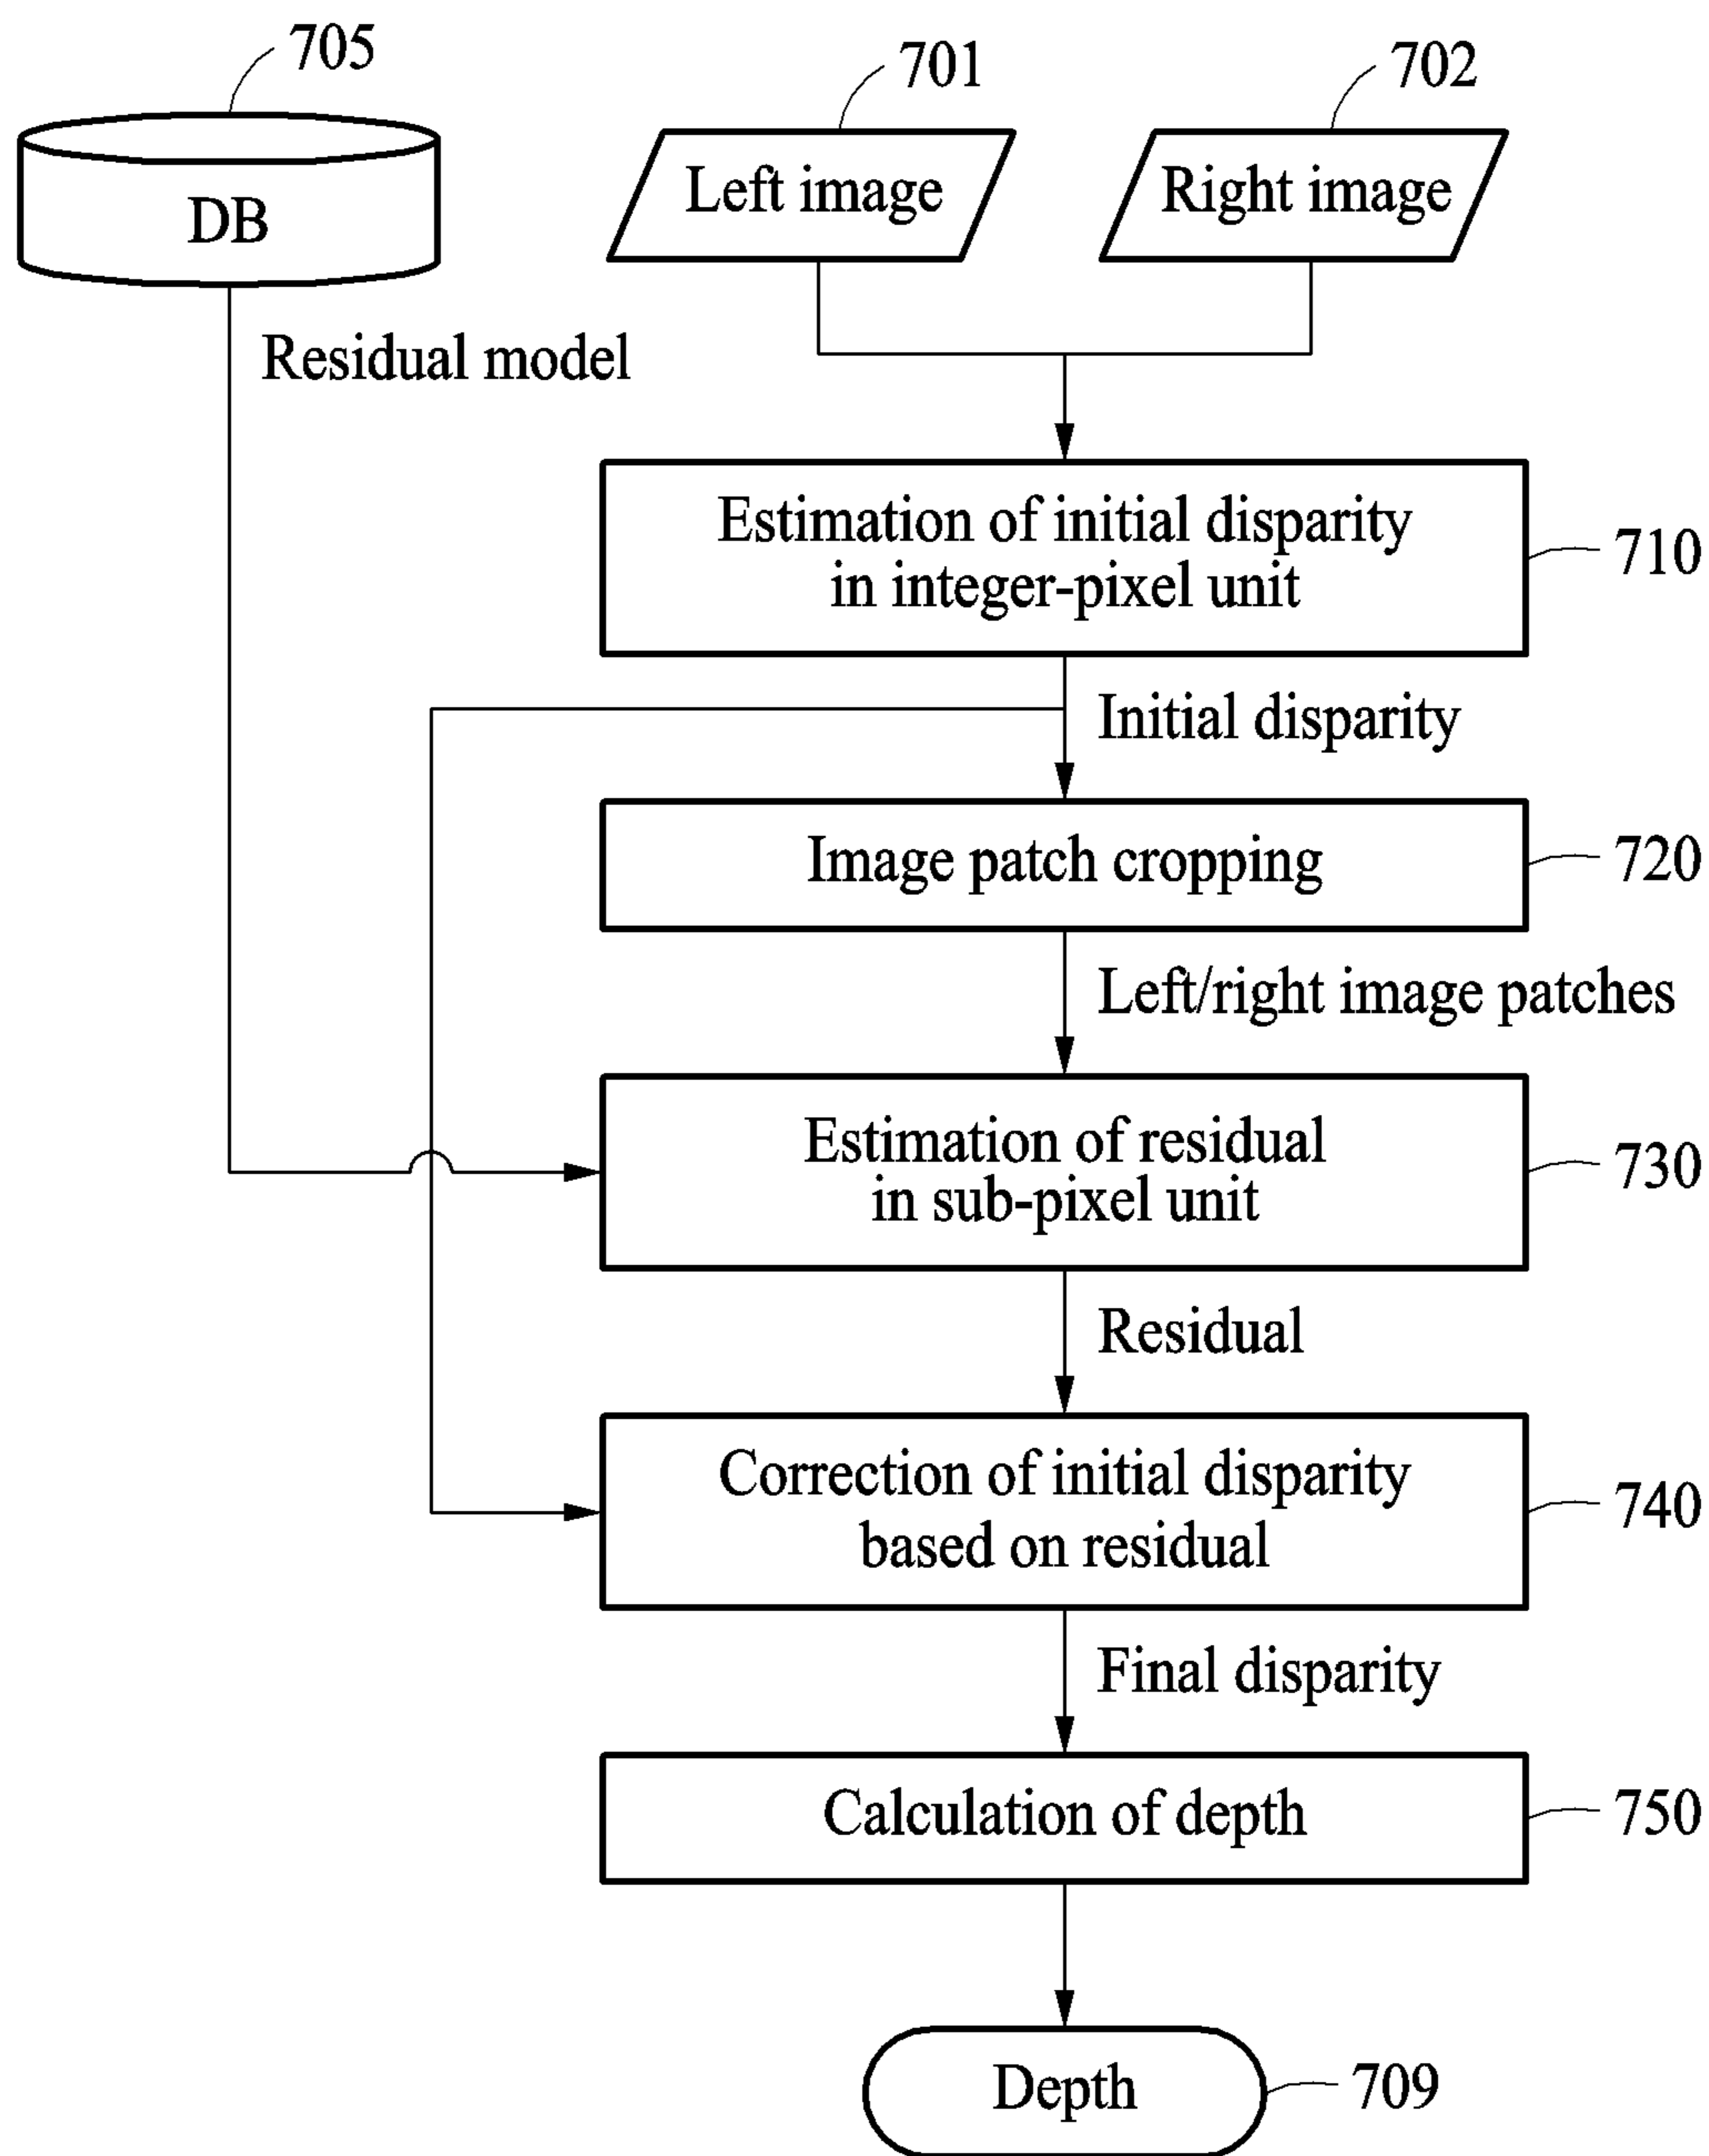 705
701
702
DB
Left image
Right image
Residual model
Estimation of initial disparity
in integer-pixel unit
710
Initial disparity
Image patch cropping
720
Left/right image patches
Estimation of residual
in sub-pixel unit
730
Residual
Correction of initial disparity
based on residual
740
Final disparity
Calculation of depth
750
Depth
709